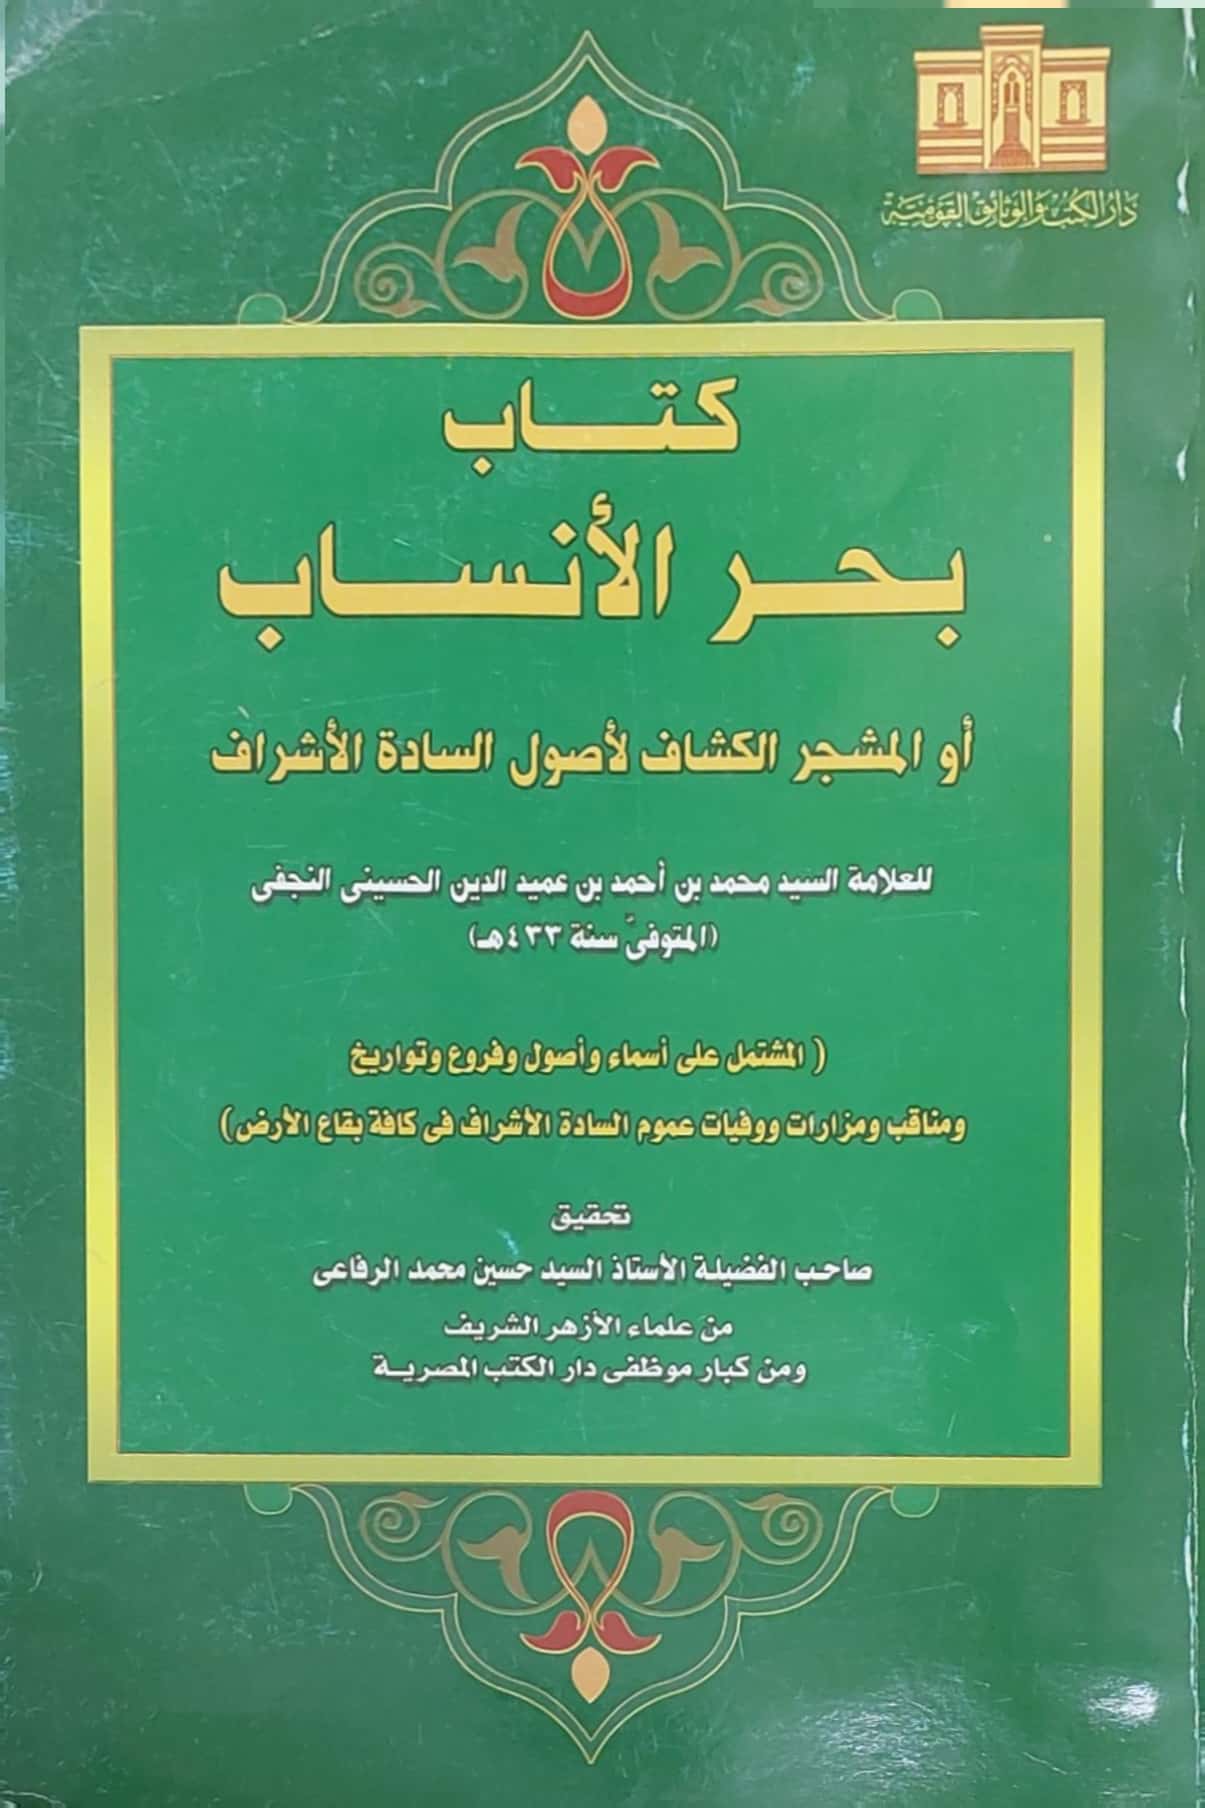 دار الكتب والوثائق القومية
كتاب
بحر الأنساب
أو المشجر الكشاف لأصول السادة الأشراف
للعلامة السيد محمد بن أحمد بن عميد الدين الحسينى النجفى
(المتوفىّ سنة ٤٣٣هـ)
( المشتمل على أسماء وأصول وفروع وتواريخ
ومناقب ومزارات ووفيات عموم السادة الأشراف فى كافة بقاع الأرض)
تحقيق
صاحب الفضيلة الأستاذ السيد حسين محمد الرفاعى
من علماء الأزهر الشريف
ومن كبار موظفى دار الكتب المصرية